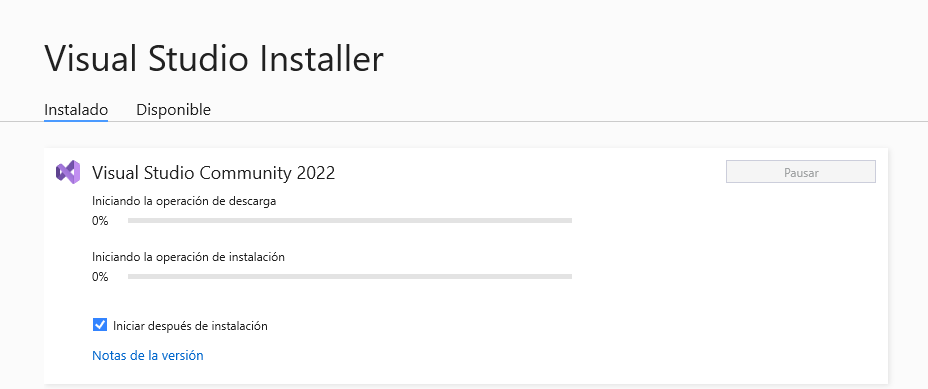 Visual Studio Installer
Instalado Disponible
Visual Studio Community 2022 Pausar
Iniciando la operación de descarga
0%
Iniciando la operación de instalación
0%
Iniciar después de instalación
Notas de la versión